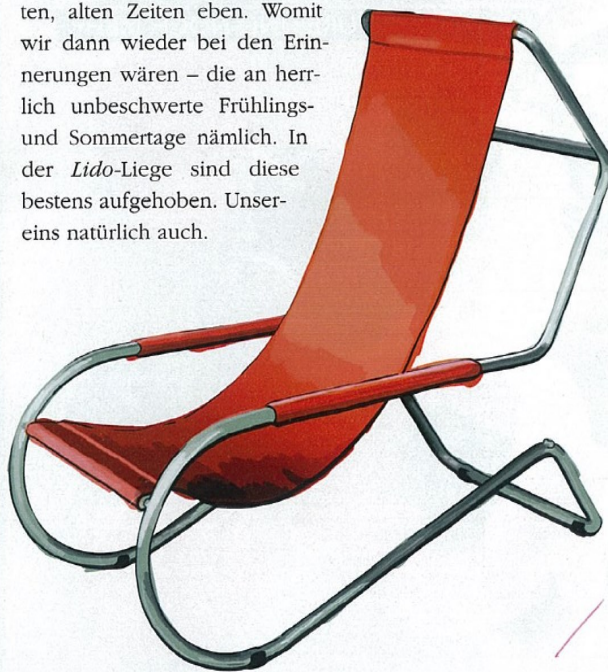 ten, alten Zeiten eben. Womit
wir dann wieder bei den Erin-
nerungen wären – die an herr-
lich unbeschwerte Frühlings-
und Sommertage nämlich. In
der Lido-Liege sind diese
bestens aufgehoben. Unser-
eins natürlich auch.